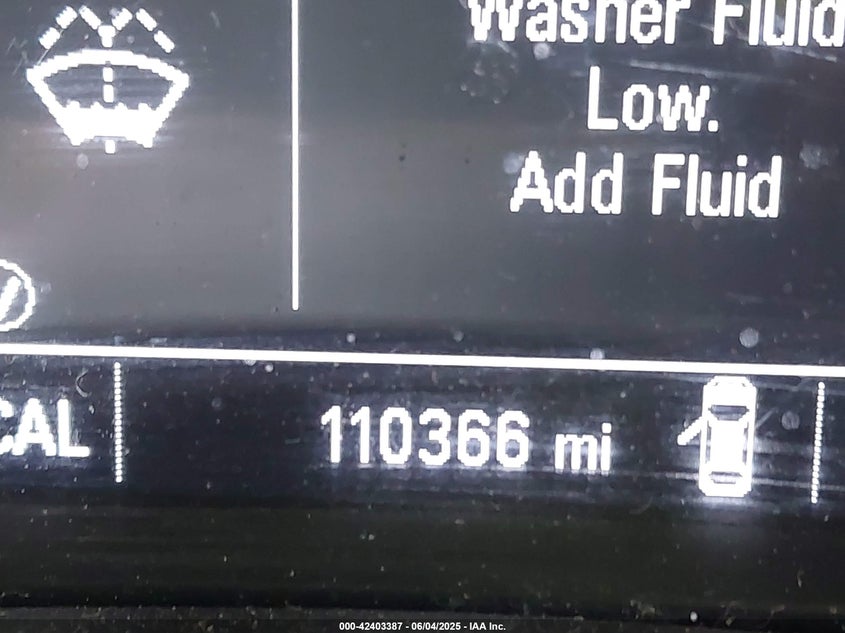 Washer Fluid
Low.
Add Fluid
CAL
110366 mi
000-42403387 - 06/04/2025 - IAA Inc.